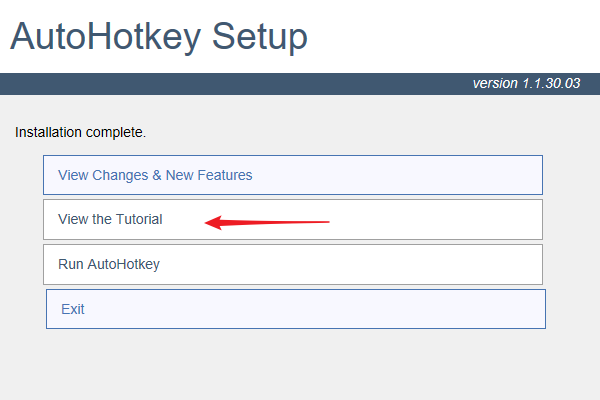 AutoHotkey Setup
version 1.1.30.03
Installation complete.
View Changes & New Features
View the Tutorial
Run AutoHotkey
Exit